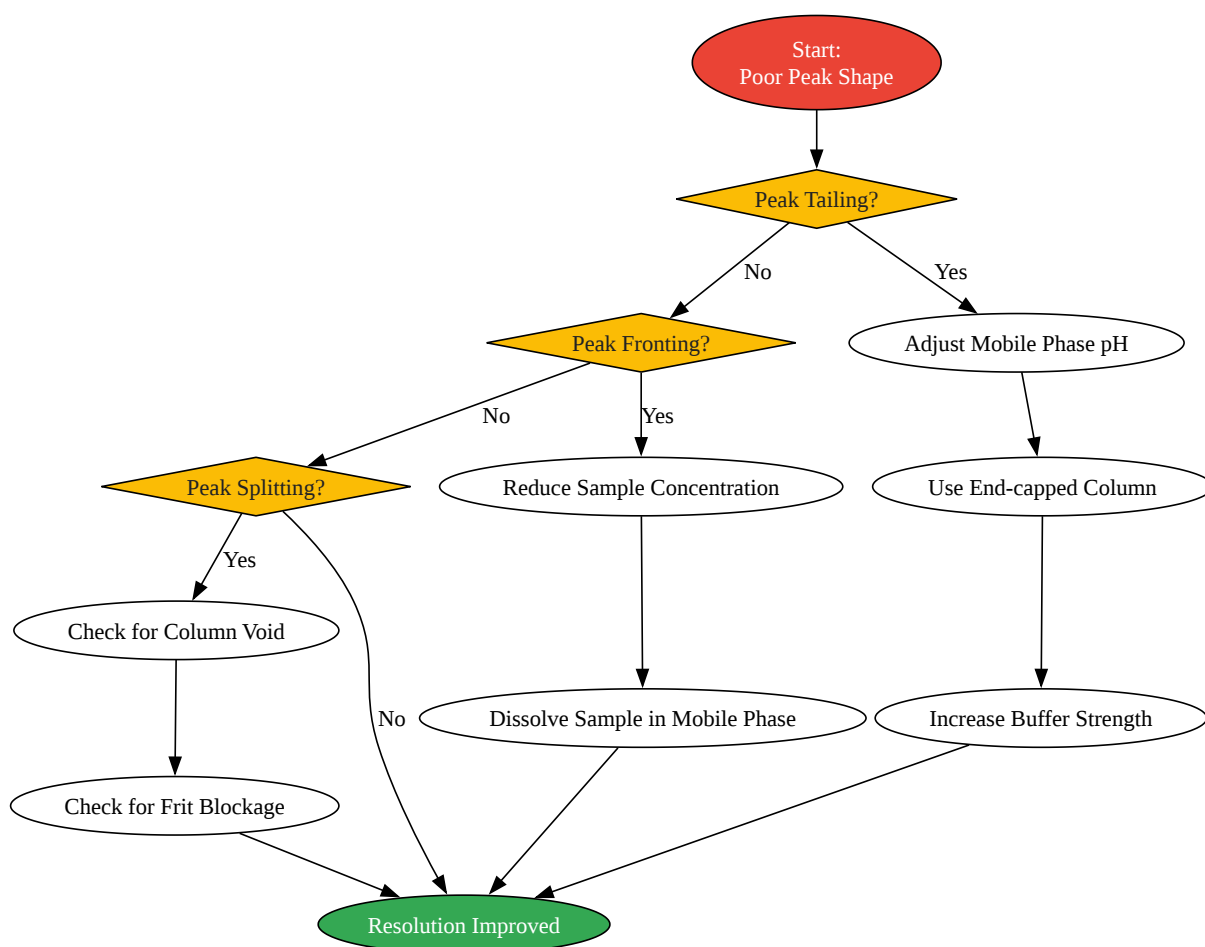 Start:
Poor Peak Shape
Peak Tailing?
No
Yes
Peak Fronting?
Adjust Mobile Phase pH
No
Yes
Peak Splitting?
Reduce Sample Concentration
Use End-capped Column
Yes
Check for Column Void
No
Dissolve Sample in Mobile Phase
Increase Buffer Strength
Check for Frit Blockage
Resolution Improved